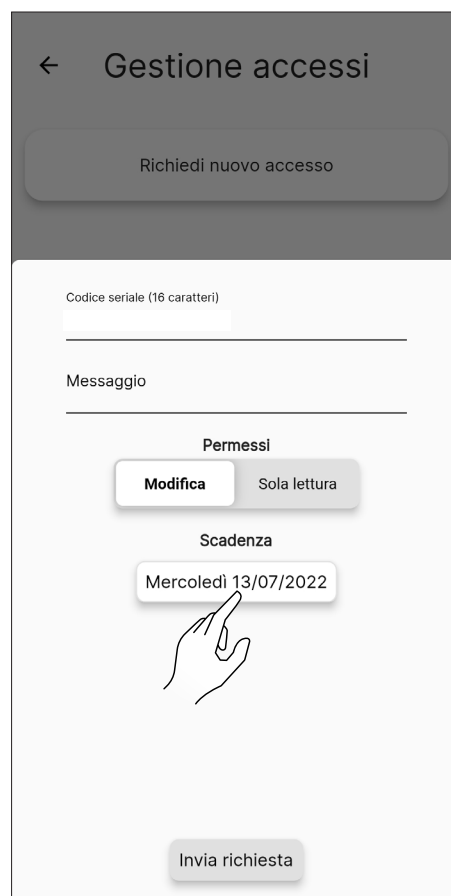 Gestione accessi
Richiedi nuovo accesso
Codice seriale (16 caratteri)
Messaggio
Permessi
Modifica Sola lettura
Scadenza
Mercoledì 13/07/2022
Invia richiesta